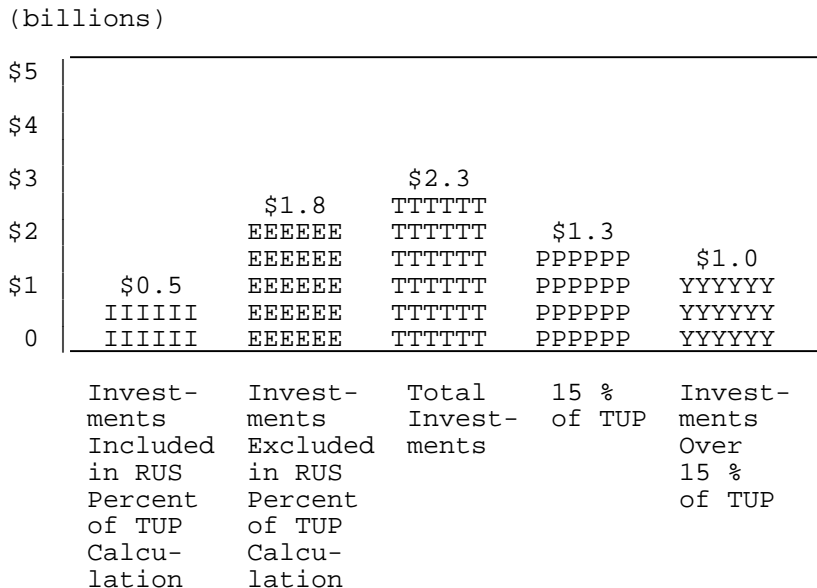 (billions)
$5
$4
$3 $2.3
$1.8 TTTTTT
$2 EEEEEE TTTTTT $1.3
EEEEEE TTTTTT PPPPPP $1.0
$1 $0.5 EEEEEE TTTTTT PPPPPP YYYYYY
IIIIII EEEEEE TTTTTT PPPPPP YYYYYY
0 IIIIII EEEEEE TTTTTT PPPPPP YYYYYY
Invest- Invest- Total 15 % Invest-
ments ments Invest- of TUP ments
Included Excluded ments Over
in RUS in RUS 15 %
Percent Percent of TUP
of TUP of TUP
Calcu- Calcu-
lation lation